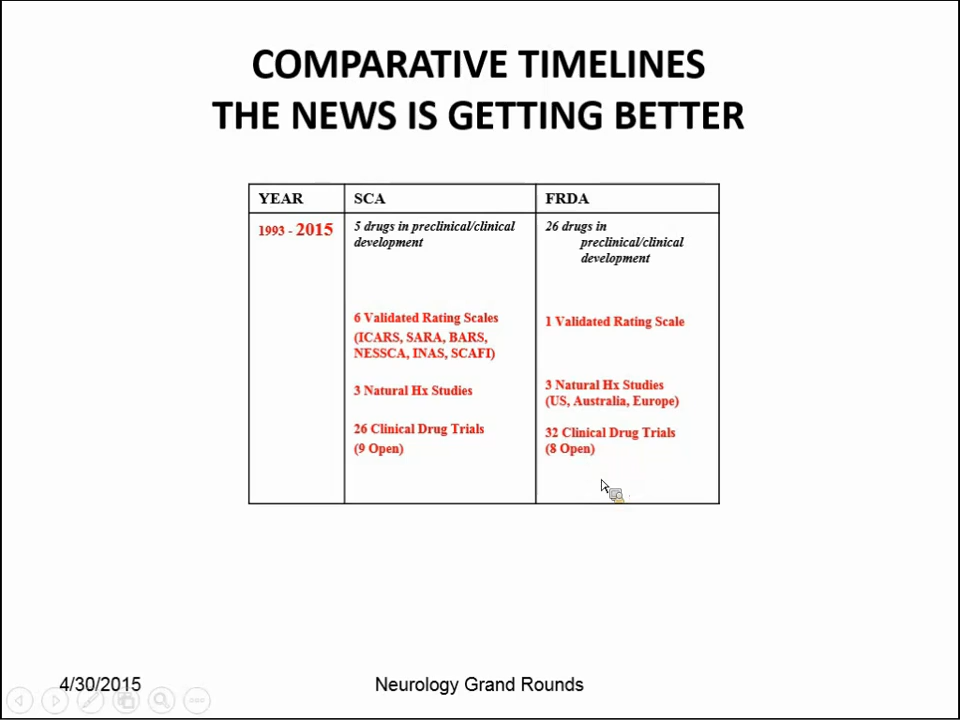 COMPARATIVE TIMELINES
THE NEWS IS GETTING BETTER
YEAR SCA FRDA
1993 - 2015
5 drugs in preclinical/clinical
development
6 Validated Rating Scales
(ICARS, SARA, BARS,
NESSCA, INAS, SCAFI)
3 Natural Hx Studies
26 Clinical Drug Trials
(9 Open)
26 drugs in
preclinical/clinical
development
1 Validated Rating Scale
3 Natural Hx Studies
(US, Australia, Europe)
32 Clinical Drug Trials
(8 Open)
4/30/2015
Neurology Grand Rounds